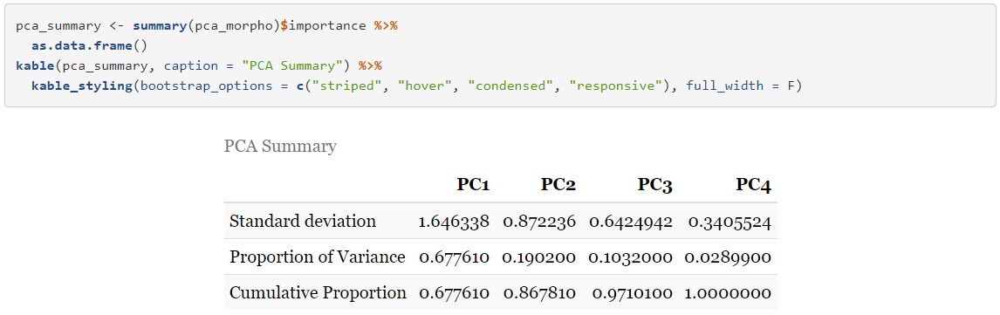 pca_summary <- summary(pca_morpho)$importance %>%
  as.data.frame()
kable(pca_summary, caption = "PCA Summary") %>%
  kable_styling(bootstrap_options = c("striped", "hover", "condensed", "responsive"), full_width = F)
PCA Summary
PC1 PC2 PC3 PC4
Standard deviation 1.646338 0.872236 0.6424942 0.3405524
Proportion of Variance 0.677610 0.190200 0.1032000 0.0289900
Cumulative Proportion 0.677610 0.867810 0.9710100 1.0000000